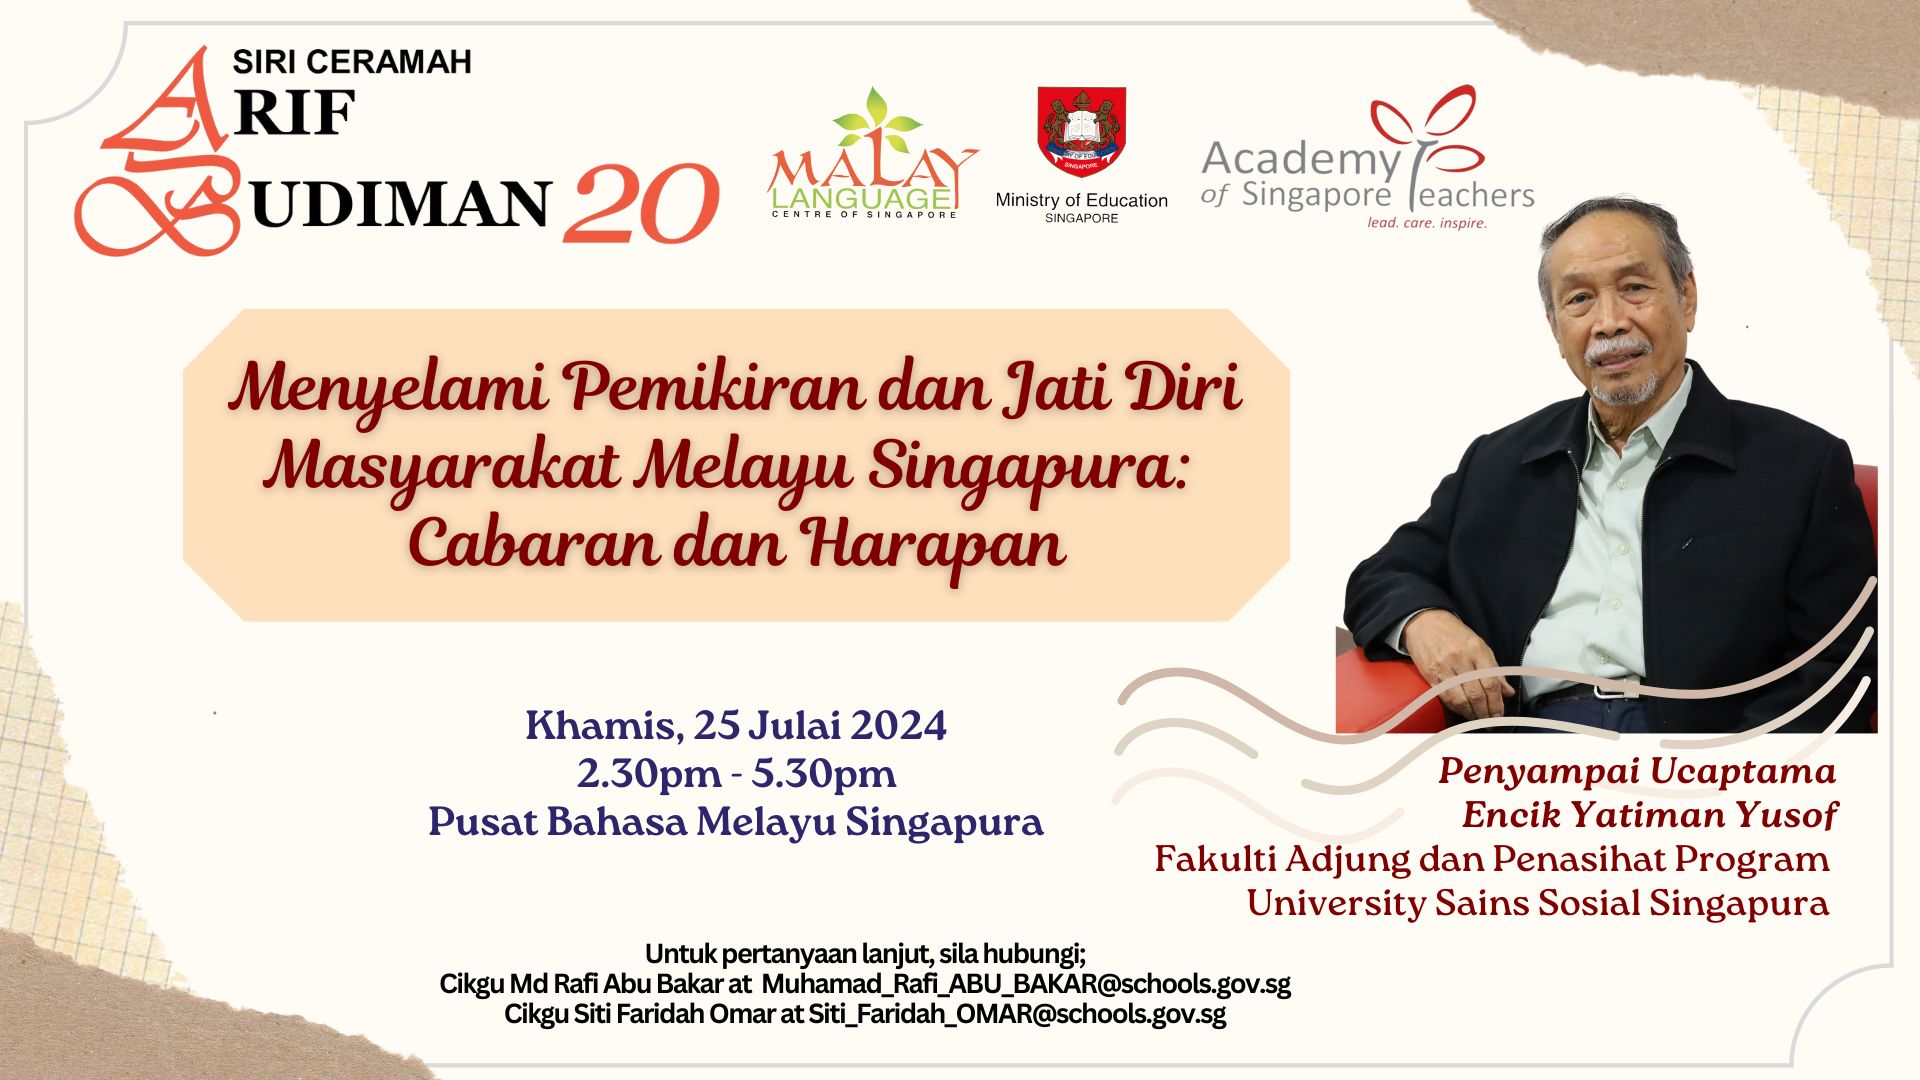 SIRI CERAMAH
ARIF
BUDIMAN 20
MALAY
LANGUAGE
CENTRE OF SINGAPORE
SINGAPORE
Ministry of Education
SINGAPORE
Academy
of Singapore Teachers
lead. care. inspire.
Menyelami Pemikiran dan Jati Diri
Masyarakat Melayu Singapura:
Cabaran dan Harapan
Khamis, 25 Julai 2024
2.30pm - 5.30pm
Pusat Bahasa Melayu Singapura
Penyampai Ucaptama
Encik Yatiman Yusof
Fakulti Adjung dan Penasihat Program
University Sains Sosial Singapura
Untuk pertanyaan lanjut, sila hubungi;
Cikgu Md Rafi Abu Bakar at Muhamad_Rafi_ABU_BAKAR@schools.gov.sg
Cikgu Siti Faridah Omar at Siti_Faridah_OMAR@schools.gov.sg